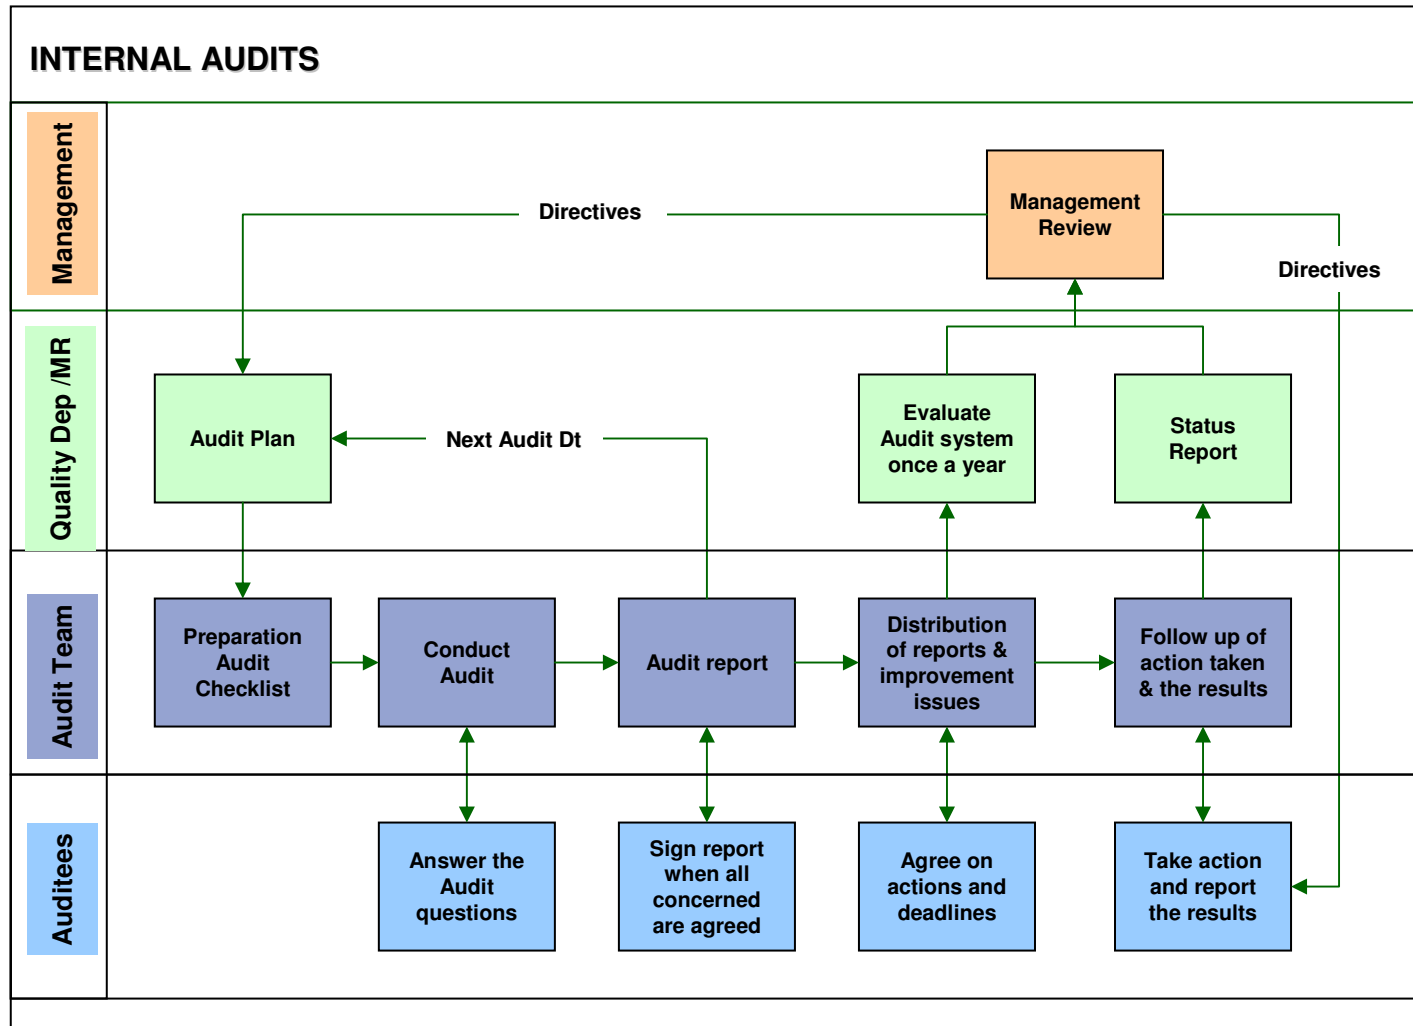 INTERNAL AUDITS
Management
Management
Review
Directives
Directives
Quality Dep /MR
Audit Plan
Next Audit Dt
Evaluate
Audit system
once a year
Status
Report
Audit Team
Preparation
Audit
Checklist
Conduct
Audit
Audit report
Distribution
of reports &
improvement
issues
Follow up of
action taken
& the results
Auditees
Answer the
Audit
questions
Sign report
when all
concerned
are agreed
Agree on
actions and
deadlines
Take action
and report
the results